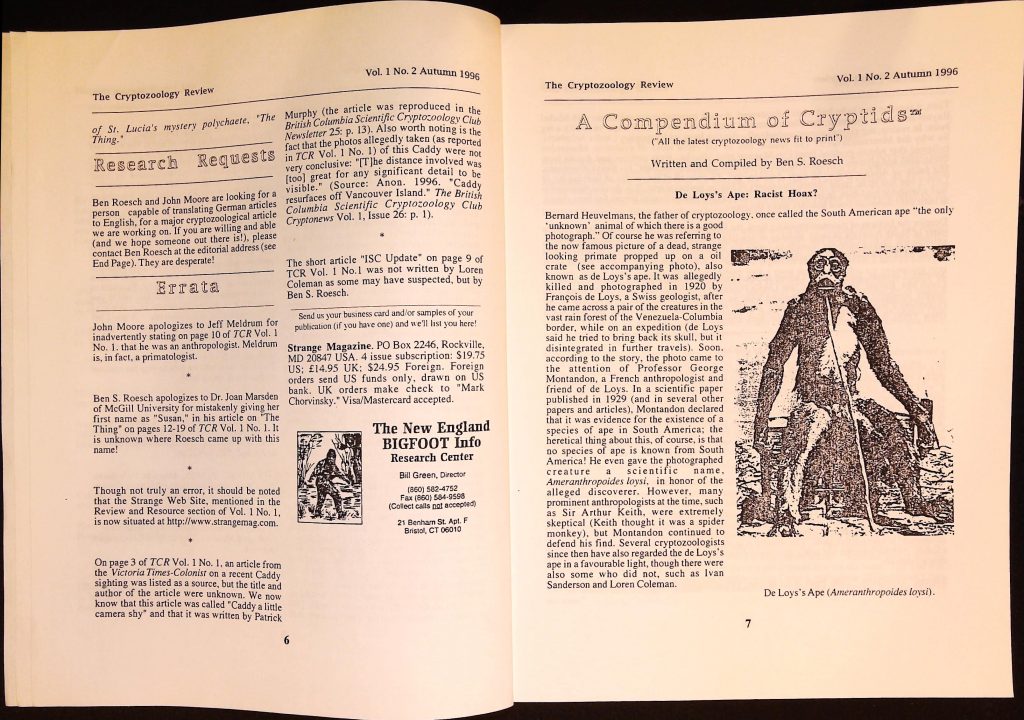 The Cryptozoology Review
Vol. 1 No. 2 Autumn 1996
of St. Lucia's mystery polychaete, "The
Thing."
Research Requests
Ben Roesch and John Moore are looking for a
person capable of translating German articles
to English, for a major cryptozoological article
we are working on. If you are willing and able
(and we hope someone out there is!), please
contact Ben Roesch at the editorial address (see
End Page). They are desperate!
Errata
John Moore apologizes to Jeff Meldrum for
inadvertently stating on page 10 of TCR Vol. 1
No. 1. that he was an anthropologist. Meldrum
is, in fact, a primatologist.
*
Ben S. Roesch apologizes to Dr. Joan Marsden
of McGill University for mistakenly giving her
first name as "Susan," in his article on "The
Thing" on pages 12-19 of TCR Vol. 1 No. 1. It
is unknown where Roesch came up with this
name!
*
Though not truly an error, it should be noted
that the Strange Web Site, mentioned in the
Review and Resource section of Vol. 1 No. 1,
is now situated at http://www.strangemag.com.
*
On page 3 of TCR Vol. 1 No. 1, an article from
the Victoria Times-Colonist on a recent Caddy
sighting was listed as a source, but the title and
author of the article were unknown. We now
know that this article was called "Caddy a little
camera shy" and that it was written by Patrick
Murphy (the article was reproduced in the
British Columbia Scientific Cryptozoology Club
Newsletter 25: p. 13). Also worth noting is the
fact that the photos allegedly taken (as reported
in TCR Vol. 1 No. 1) of this Caddy were not
very conclusive: "[T]he distance involved was
[too] great for any significant detail to be
visible." (Source: Anon. 1996. "Caddy
resurfaces off Vancouver Island." The British
Columbia Scientific Cryptozoology Club
Cryptonews Vol. 1, Issue 26: p. 1).
*
The short article "ISC Update" on page 9 of
TCR Vol. 1 No.1 was not written by Loren
Coleman as some may have suspected, but by
Ben S. Roesch.
Send us your business card and/or samples of your
publication (if you have one) and we'll list you here!
Strange Magazine. PO Box 2246, Rockville,
MD 20847 USA. 4 issue subscription: $19.75
US; £14.95 UK; $24.95 Foreign. Foreign
orders send US funds only, drawn on US
bank. UK orders make check to "Mark
Chorvinsky." Visa/Mastercard accepted.
The New England
BIGFOOT Info
Research Center
Bill Green, Director
(860) 582-4752
Fax (860) 584-9598
(Collect calls not accepted)
21 Benham St. Apt. F
Bristol, CT 06010
6
The Cryptozoology Review
Vol. 1 No. 2 Autumn 1996
A Compendium of Cryptids™
("All the latest cryptozoology news fit to print")
Written and Compiled by Ben S. Roesch
De Loys's Ape: Racist Hoax?
Bernard Heuvelmans, the father of cryptozoology, once called the South American ape "the only
'unknown' animal of which there is a good
photograph." Of course he was referring to
the now famous picture of a dead, strange
looking primate propped up on a oil
crate (see accompanying photo), also
known as de Loys's ape. It was allegedly
killed and photographed in 1920 by
François de Loys, a Swiss geologist, after
he came across a pair of the creatures in the
vast rain forest of the Venezuela-Columbia
border, while on an expedition (de Loys
said he tried to bring back its skull, but it
disintegrated in further travels). Soon,
according to the story, the photo came to
the attention of Professor George
Montandon, a French anthropologist and
friend of de Loys. In a scientific paper
published in 1929 (and in several other
papers and articles), Montandon declared
that it was evidence for the existence of a
species of ape in South America; the
heretical thing about this, of course, is that
no species of ape is known from South
America! He even gave the photographed
creature a scientific name,
Ameranthropoides loysi, in honor of the
alleged discoverer. However, many
prominent anthropologists at the time, such
as Sir Arthur Keith, were extremely
skeptical (Keith thought it was a spider
monkey), but Montandon continued to
defend his find. Several cryptozoologists
since then have also regarded the de Loys's
ape in a favourable light, though there were
also some who did not, such as Ivan
Sanderson and Loren Coleman.
De Loys's Ape (Ameranthropoides loysi).
7